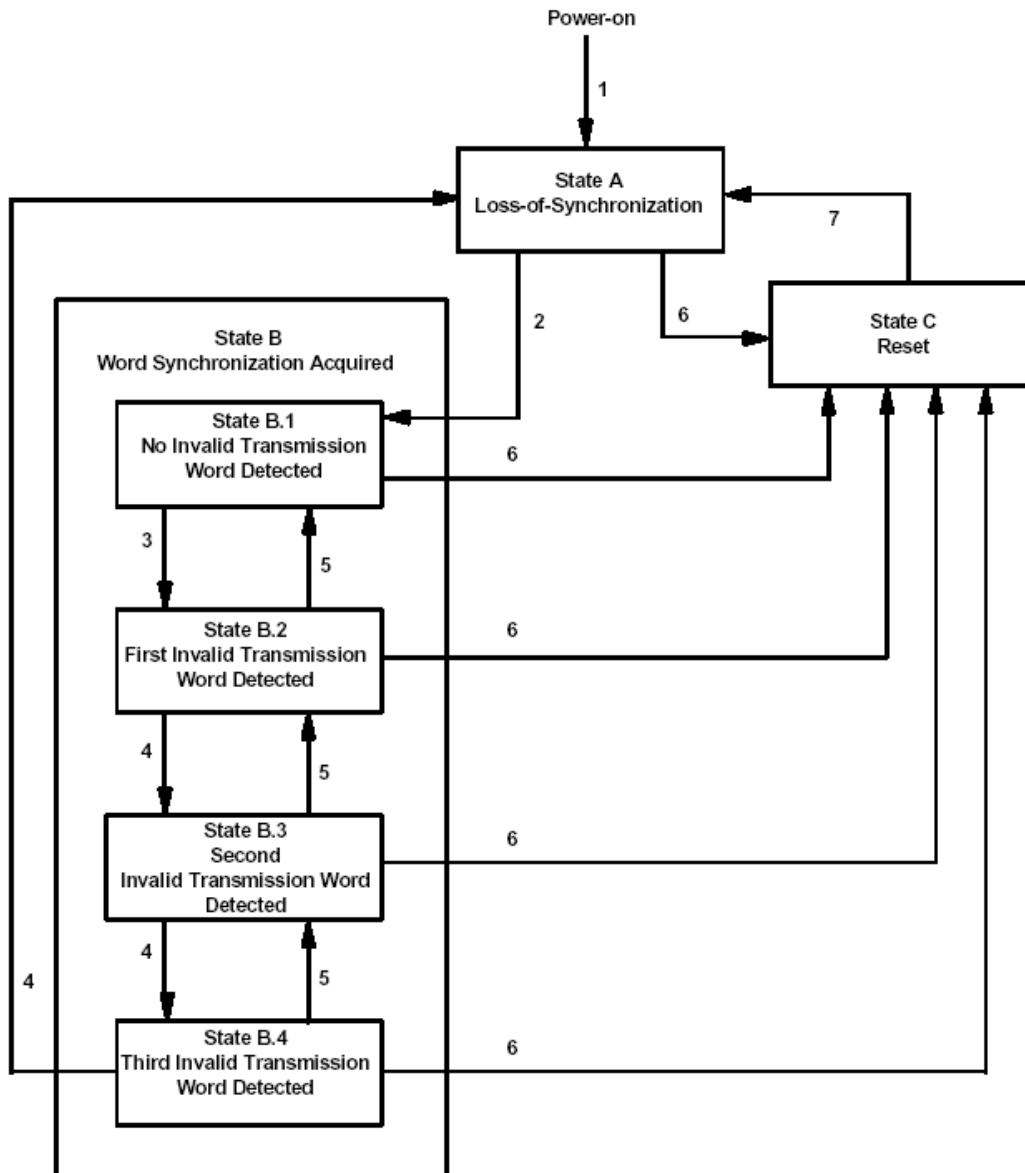 Power-on
1
State A
Loss-of-Synchronization
7
2
6
State C
Reset
State B
Word Synchronization Acquired
State B.1
No Invalid Transmission
Word Detected
6
3
5
State B.2
First Invalid Transmission
Word Detected
6
4
5
State B.3
Second
Invalid Transmission Word
Detected
6
4
5
4
State B.4
Third Invalid Transmission
Word Detected
6